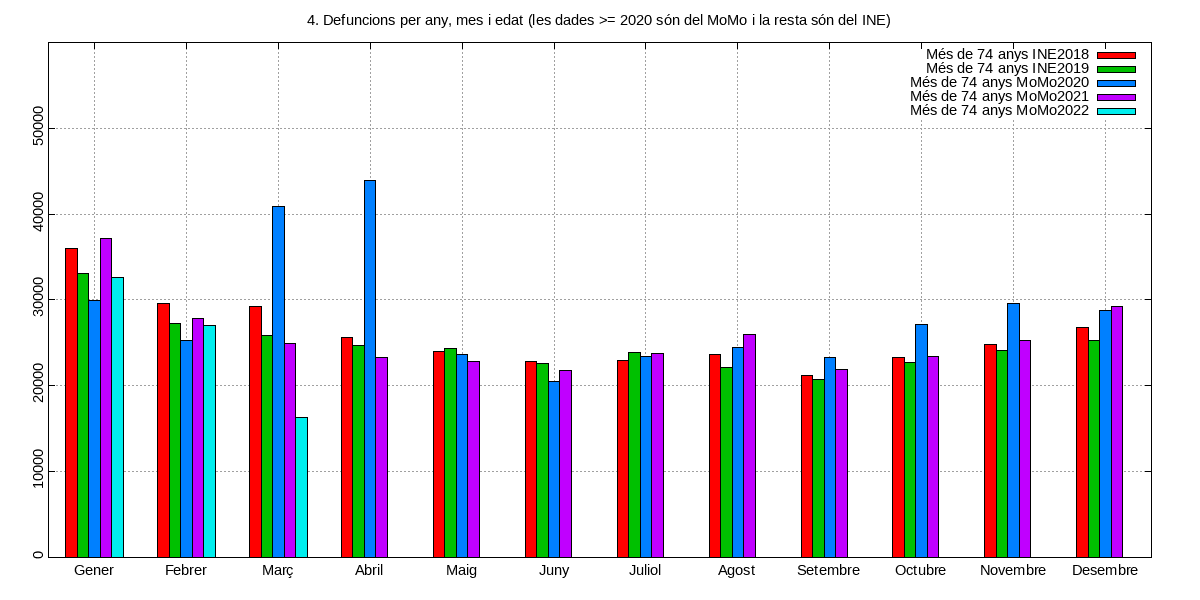 4. Defuncions per any, mes i edat (les dades >= 2020 són del MoMo i la resta són del INE)
Més de 74 anys INE2018
Més de 74 anys INE2019
Més de 74 anys MoMo2020
Més de 74 anys MoMo2021
Més de 74 anys MoMo2022
50000
40000
30000
20000
10000
0
Gener Febrer Març Abril Maig Juny Juliol Agost Setembre Octubre Novembre Desembre